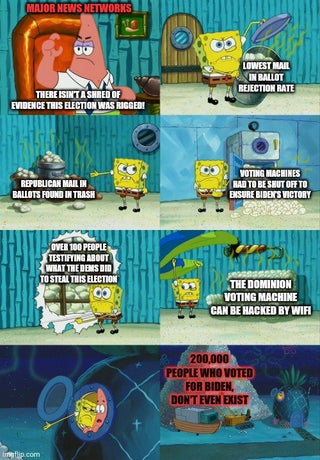 MAJOR NEWS NETWORKS
THERE ISIN'T A SHRED OF
EVIDENCE THIS ELECTION WAS RIGGED!
LOWEST MAIL
IN BALLOT
REJECTION RATE
REPUBLICAN MAIL IN
BALLOTS FOUND IN TRASH
VOTING MACHINES
HAD TO BE SHUT OFF TO
ENSURE BIDEN'S VICTORY
OVER 100 PEOPLE
TESTIFYING ABOUT
WHAT THE DEMS DID
TO STEAL THIS ELECTION
THE DOMINION
VOTING MACHINE
CAN BE HACKED BY WIFI
200,000
PEOPLE WHO VOTED
FOR BIDEN,
DON'T EVEN EXIST
imgflip.com